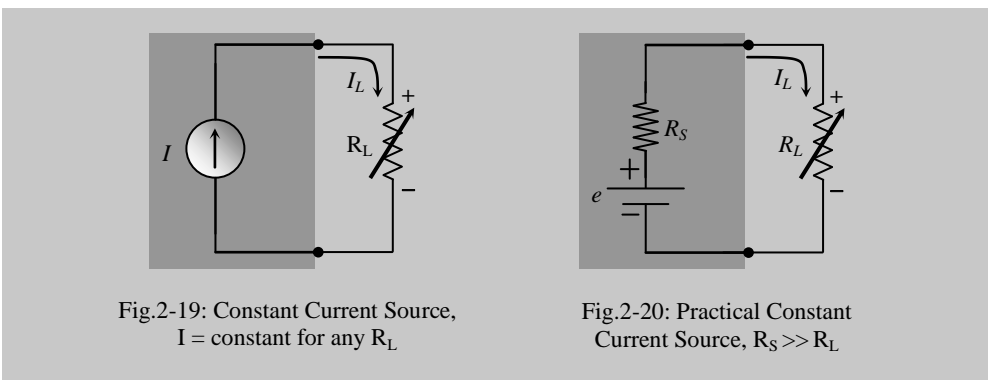 I
I_L
+
R_L
−
Fig.2-19: Constant Current Source,
I = constant for any R_L
R_S
+
e
−
I_L
+
R_L
−
Fig.2-20: Practical Constant
Current Source, R_S >> R_L